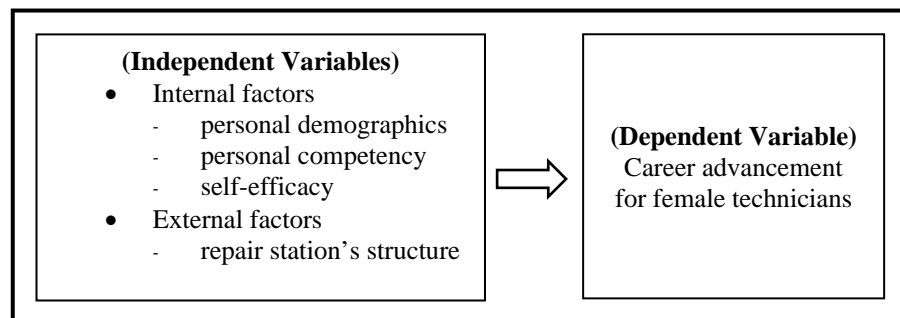 (Independent Variables)
• Internal factors
- personal demographics
- personal competency
- self-efficacy
• External factors
- repair station’s structure
(Dependent Variable)
Career advancement
for female technicians